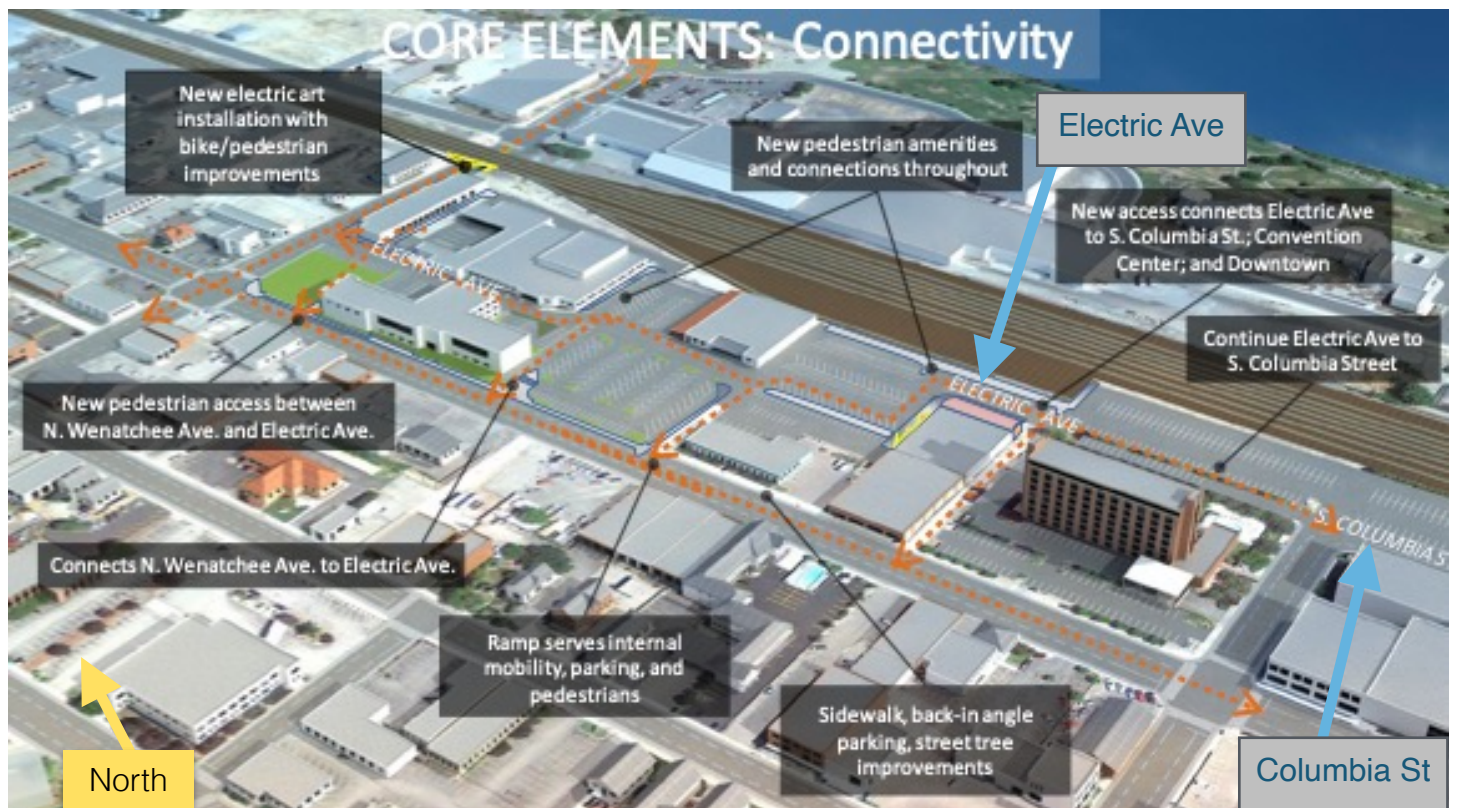 CORE ELEMENTS: Connectivity
New electric art
installation with
bike/pedestrian
improvements
New pedestrian amenities
and connections throughout
Electric Ave
New access connects Electric Ave
to S. Columbia St.; Convention
Center; and Downtown
Continue Electric Ave to
S. Columbia Street
ELECTRIC AVE
ELECTRIC AVE
S. COLUMBIA S
New pedestrian access between
N. Wenatchee Ave. and Electric Ave.
Connects N. Wenatchee Ave. to Electric Ave.
Ramp serves internal
mobility, parking, and
pedestrians
Sidewalk, back-in angle
parking, street tree
improvements
North
Columbia St